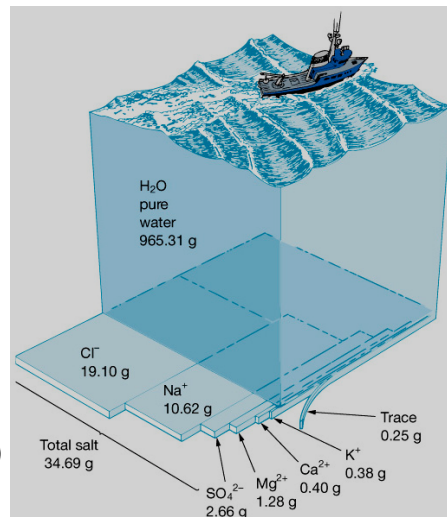 H₂O
pure
water
965.31 g
Cl⁻
19.10 g
Na⁺
10.62 g
Total salt
34.69 g
SO₄²⁻
2.66 g
Mg²⁺
1.28 g
Ca²⁺
0.40 g
K⁺
0.38 g
Trace
0.25 g